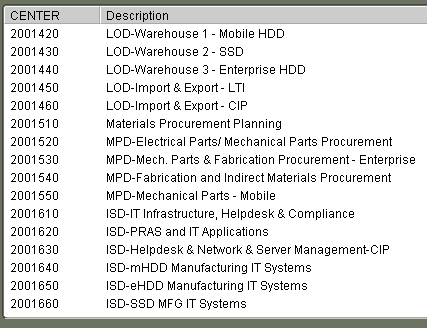 CENTER Description
2001420 LOD-Warehouse 1 - Mobile HDD
2001430 LOD-Warehouse 2 - SSD
2001440 LOD-Warehouse 3 - Enterprise HDD
2001450 LOD-Import & Export - LTI
2001460 LOD-Import & Export - CIP
2001510 Materials Procurement Planning
2001520 MPD-Electrical Parts/ Mechanical Parts Procurement
2001530 MPD-Mech. Parts & Fabrication Procurement - Enterprise
2001540 MPD-Fabrication and Indirect Materials Procurement
2001550 MPD-Mechanical Parts - Mobile
2001610 ISD-IT Infrastructure, Helpdesk & Compliance
2001620 ISD-PRAS and IT Applications
2001630 ISD-Helpdesk & Network & Server Management-CIP
2001640 ISD-mHDD Manufacturing IT Systems
2001650 ISD-eHDD Manufacturing IT Systems
2001660 ISD-SSD MFG IT Systems